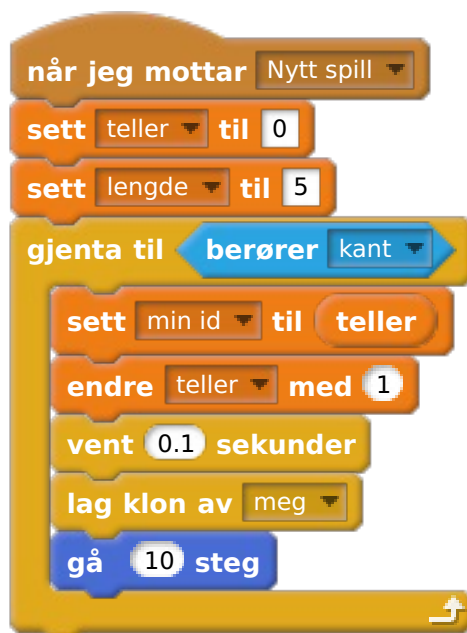 når jeg mottar Nytt spill
sett teller til 0
sett lengde til 5
gjenta til berører kant
sett min id til teller
endre teller med 1
vent 0.1 sekunder
lag klon av meg
gå 10 steg